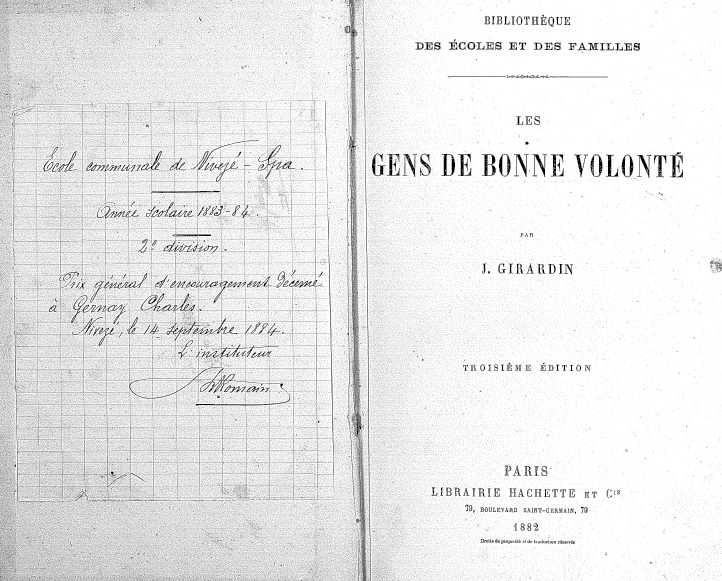 École communale de Nivezé - Spa.
Année scolaire 1883-84.
2e division.
Prix général d'encouragement décerné
à Gernay Charles.
Nivezé, le 14 septembre 1884.
L'instituteur
BIBLIOTHÈQUE
DES ÉCOLES ET DES FAMILLES
LES
GENS DE BONNE VOLONTÉ
PAR
J. GIRARDIN
TROISIÈME ÉDITION
PARIS
LIBRAIRIE HACHETTE ET Cie
79, BOULEVARD SAINT-GERMAIN, 79
1882
Droits de propriété et de traduction réservés